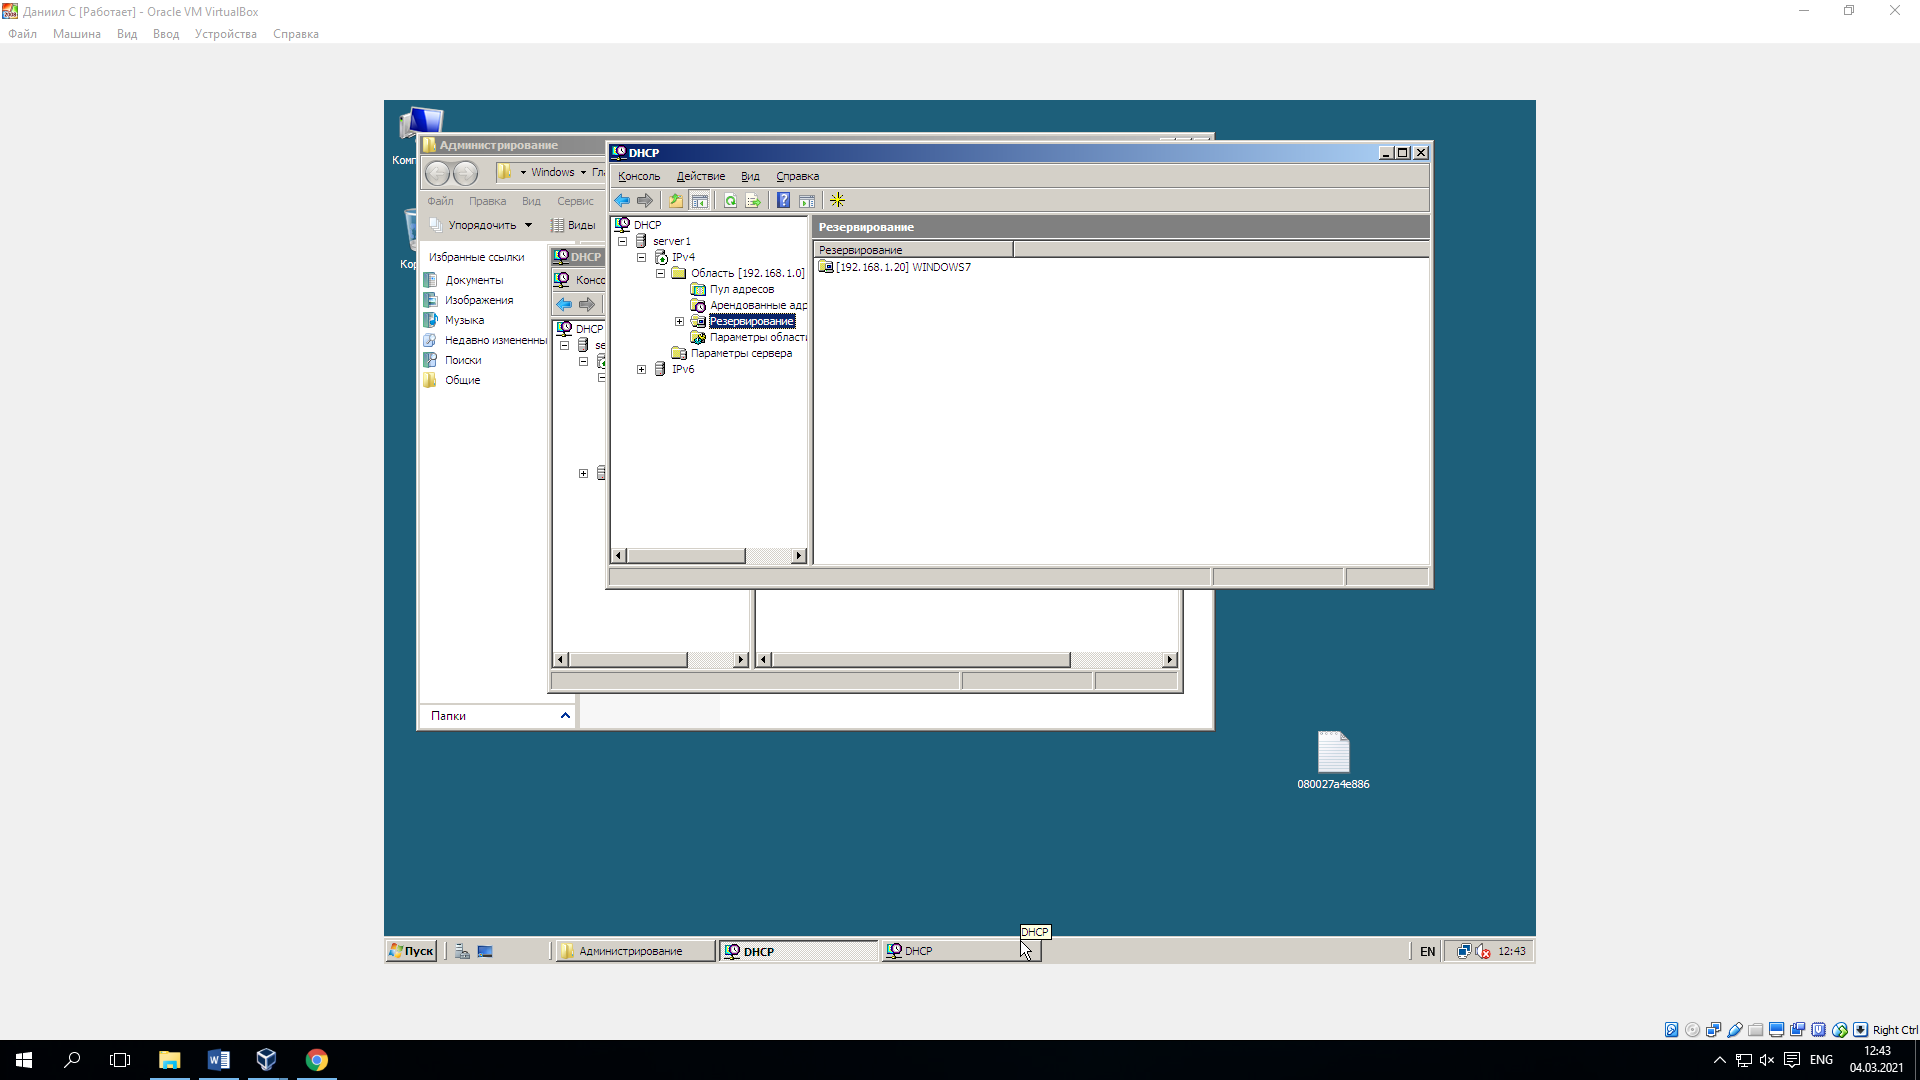 Даниил С [Работает] - Oracle VM VirtualBox
Файл Машина Вид Ввод Устройства Справка
Администрирование
Windows
Файл Правка Вид Сервис
Упорядочить Виды
Избранные ссылки
Документы
Изображения
Музыка
Недавно измененны
Поиски
Общие
Папки
DHCP
DHCP
DHCP
Консоль Действие Вид Справка
DHCP
server1
IPv4
Область [192.168.1.0]
Пул адресов
Арендованные адр
Резервирование
Параметры област
Параметры сервера
IPv6
Резервирование
Резервирование
[192.168.1.20] WINDOWS7
080027a4e886
DHCP
Пуск Администрирование DHCP DHCP EN 12:43
Right Ctrl
ENG 12:43
04.03.2021